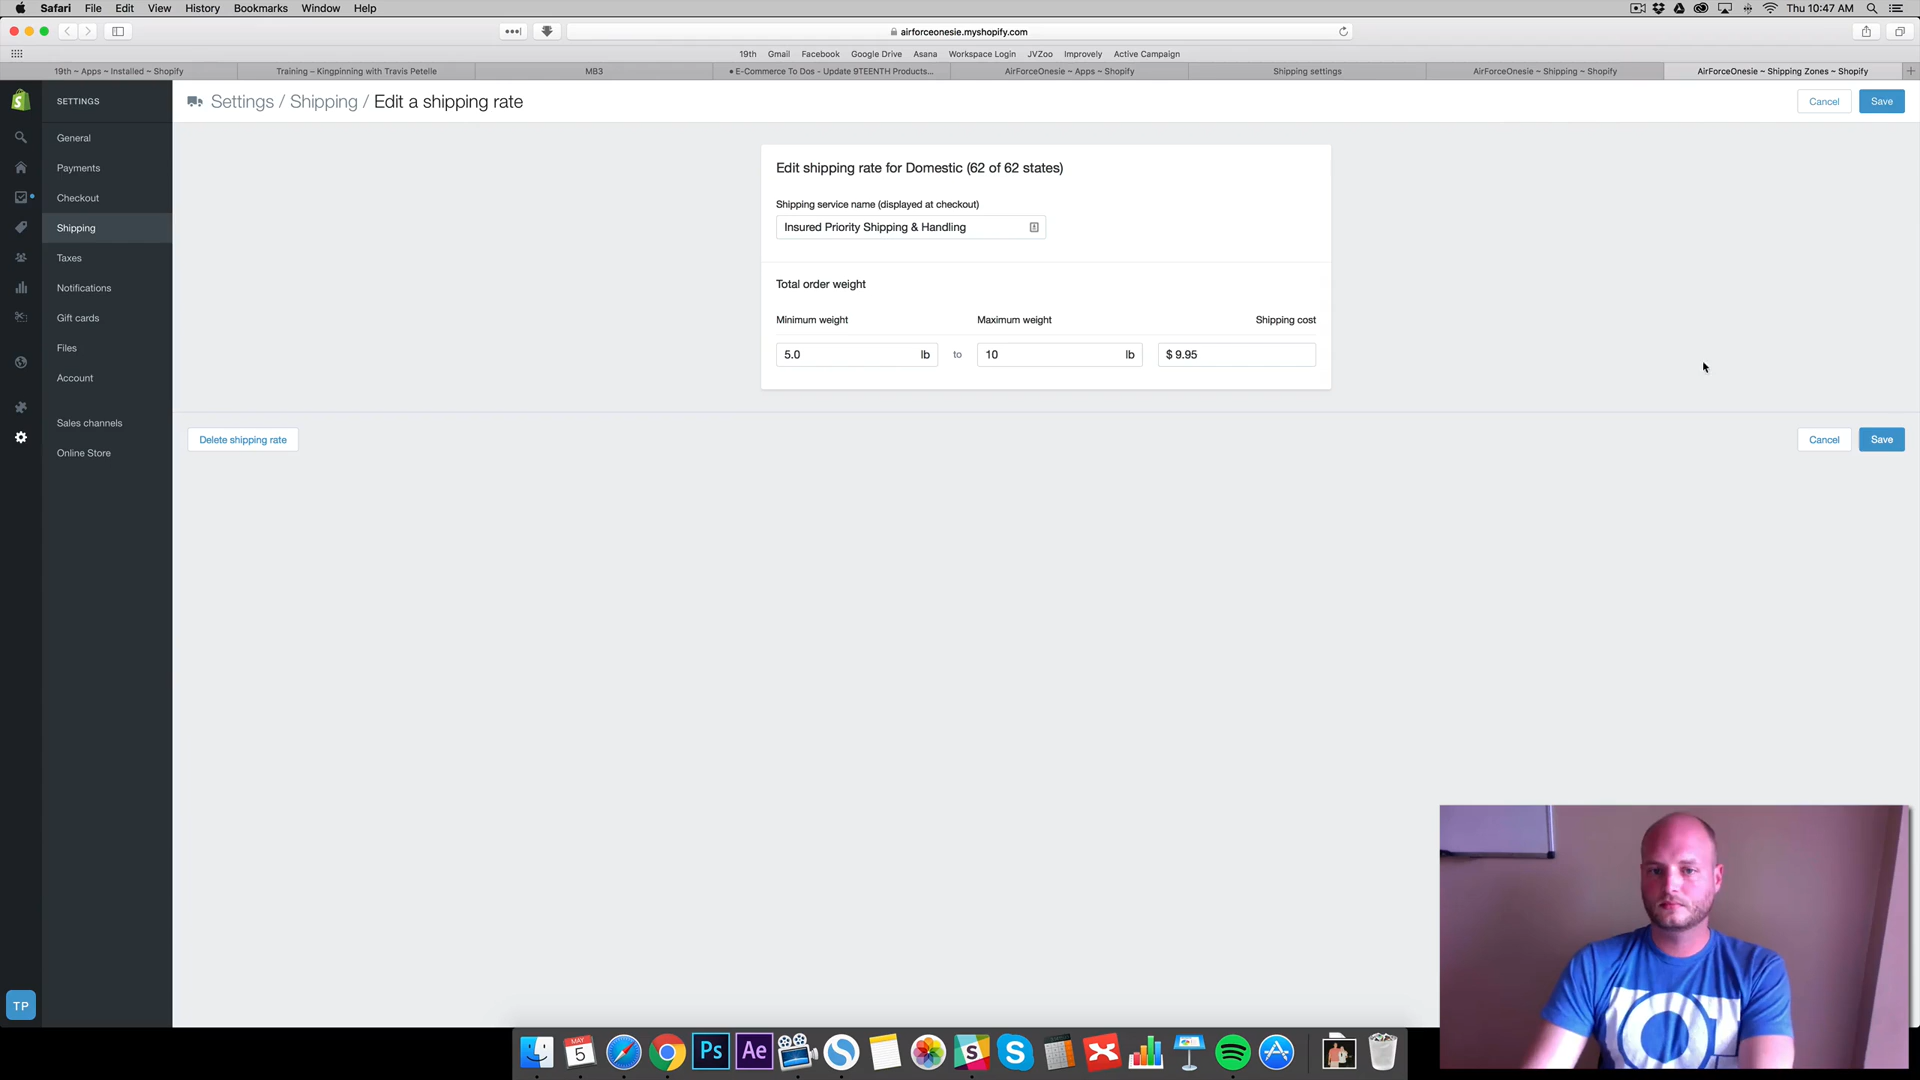 Safari File Edit View History Bookmarks Window Help
Thu 10:47 AM
airforceonesie.myshopify.com
19th Gmail Facebook Google Drive Asana Workspace Login JVZoo Improvely Active Campaign
19th ~ Apps ~ Installed ~ Shopify
Training – Kingpinning with Travis Petelle
MB3
• E-Commerce To Dos - Update 9TEENTH Products...
AirForceOnesie ~ Apps ~ Shopify
Shipping settings
AirForceOnesie ~ Shipping ~ Shopify
AirForceOnesie ~ Shipping Zones ~ Shopify
SETTINGS
General
Payments
Checkout
Shipping
Taxes
Notifications
Gift cards
Files
Account
Sales channels
Online Store
TP
Settings / Shipping / Edit a shipping rate
Cancel
Save
Edit shipping rate for Domestic (62 of 62 states)
Shipping service name (displayed at checkout)
Insured Priority Shipping & Handling
Total order weight
Minimum weight Maximum weight Shipping cost
5.0 lb to 10 lb $ 9.95
Delete shipping rate
Cancel
Save
MAY
5
Ps
Ae